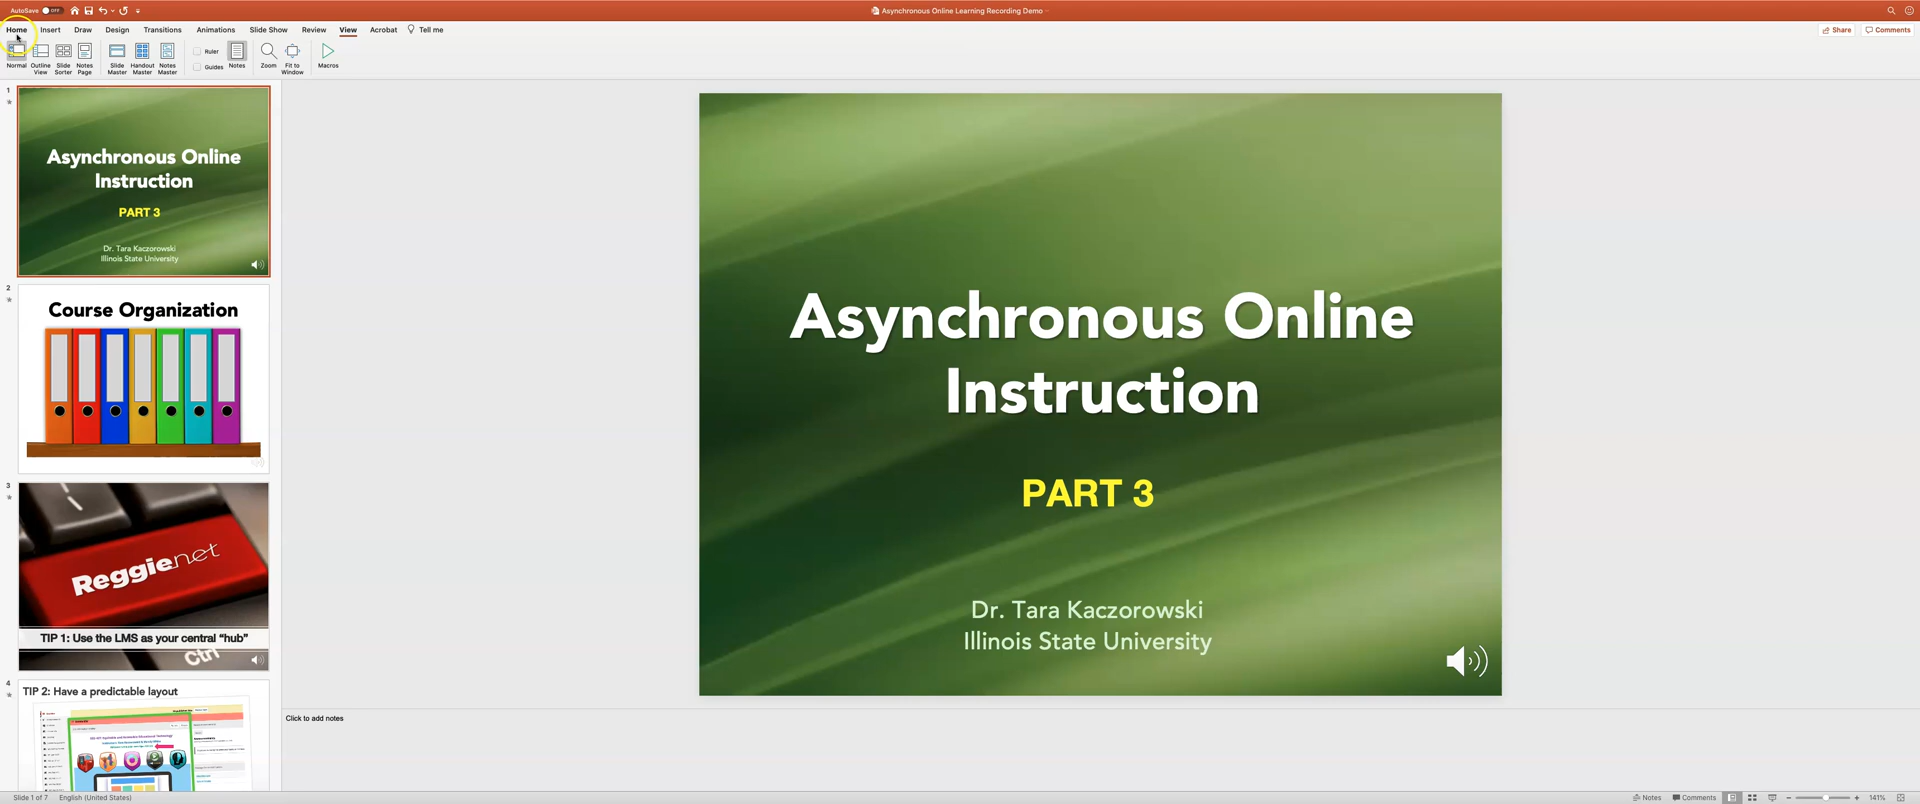 AutoSave OFF
Asynchronous Online Learning Recording Demo
Home Insert Draw Design Transitions Animations Slide Show Review View Acrobat Tell me
Share Comments
Normal Outline View Slide Sorter Notes Page Slide Master Handout Master Notes Master Ruler Guides Notes Zoom Fit to Window Macros
1
Asynchronous Online
Instruction
PART 3
Dr. Tara Kaczorowski
Illinois State University
2
Course Organization
3
Reggienet
TIP 1: Use the LMS as your central “hub”
Ctrl
4
TIP 2: Have a predictable layout
Asynchronous Online
Instruction
PART 3
Dr. Tara Kaczorowski
Illinois State University
Click to add notes
Slide 1 of 7 English (United States)
Notes Comments 141%